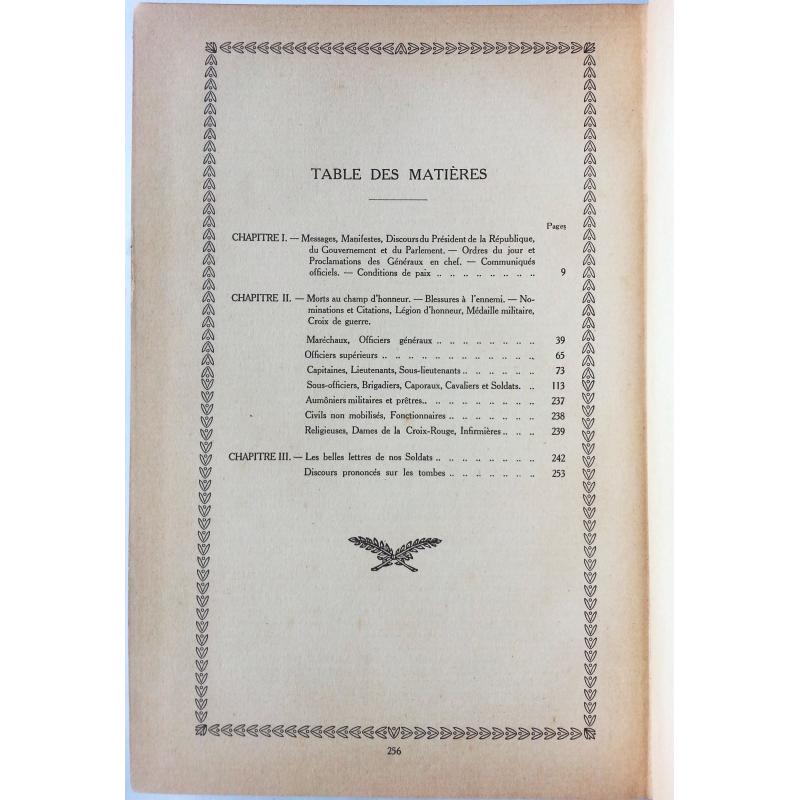 TABLE DES MATIÈRES
Pages
CHAPITRE I. — Messages, Manifestes, Discours du Président de la République,
du Gouvernement et du Parlement. — Ordres du jour et
Proclamations des Généraux en chef. — Communiqués
officiels. — Conditions de paix .. .. .. .. .. .. .. .. 9
CHAPITRE II. — Morts au champ d'honneur. — Blessures à l'ennemi. — No-
minations et Citations, Légion d'honneur, Médaille militaire,
Croix de guerre.
Maréchaux, Officiers généraux .. .. .. .. .. .. .. .. 39
Officiers supérieurs .. .. .. .. .. .. .. .. .. .. .. .. 65
Capitaines, Lieutenants, Sous-lieutenants .. .. .. .. .. .. 73
Sous-officiers, Brigadiers, Caporaux, Cavaliers et Soldats. .. 113
Aumôniers militaires et prêtres.. .. .. .. .. .. .. .. .. 237
Civils non mobilisés, Fonctionnaires .. .. .. .. .. .. .. 238
Religieuses, Dames de la Croix-Rouge, Infirmières .. .. .. 239
CHAPITRE III. — Les belles lettres de nos Soldats .. .. .. .. .. .. .. .. 242
Discours prononcés sur les tombes .. .. .. .. .. .. .. 253
256